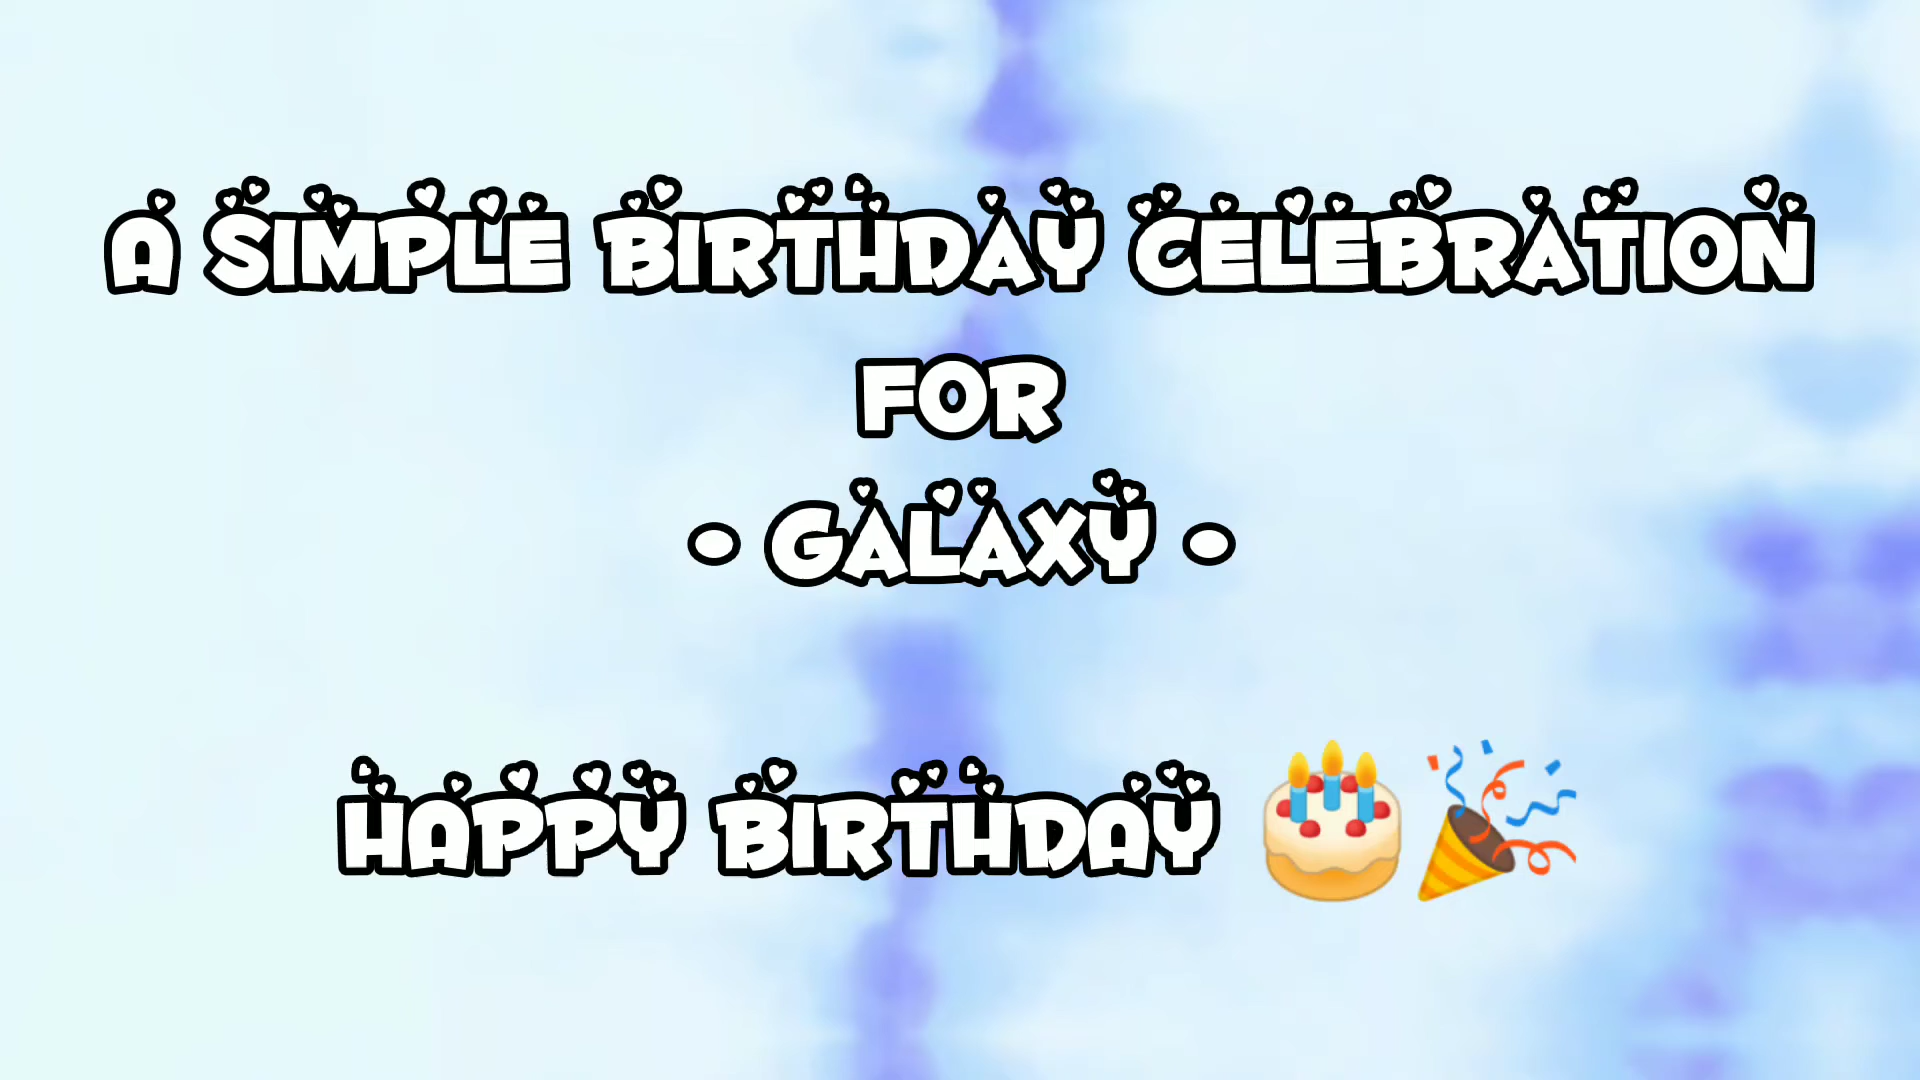 A SIMPLE BIRTHDAY CELEBRATION
FOR
• GALAXY •
HAPPY BIRTHDAY 🎂🎉